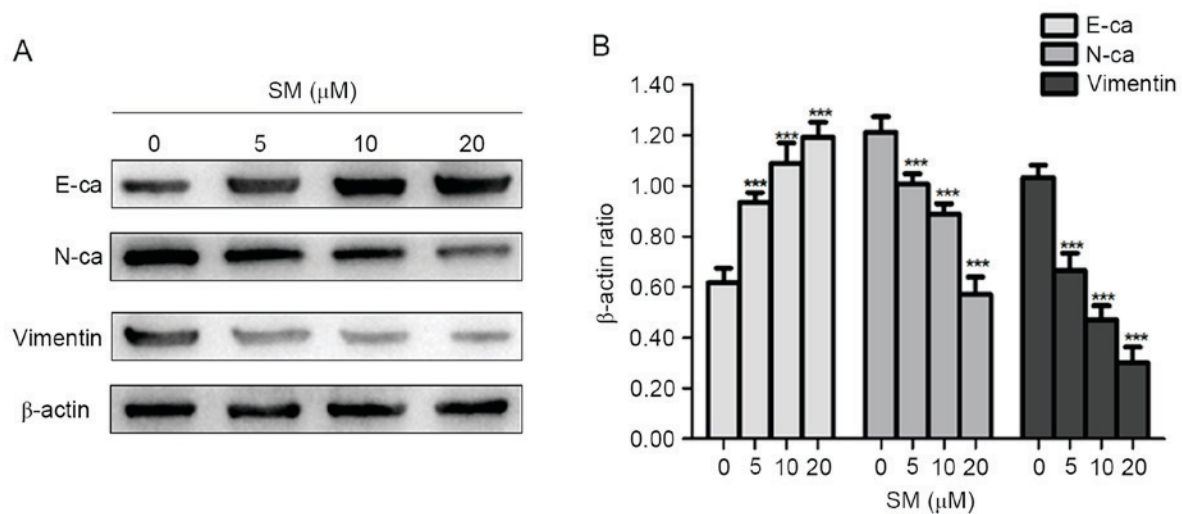 A
SM (μM)
0 5 10 20
E-ca
N-ca
Vimentin
β-actin
B
E-ca
N-ca
Vimentin
β-actin ratio
1.40
1.20
1.00
0.80
0.60
0.40
0.20
0.00
*** *** ***
*** *** ***
*** *** ***
0 5 10 20 0 5 10 20 0 5 10 20
SM (μM)